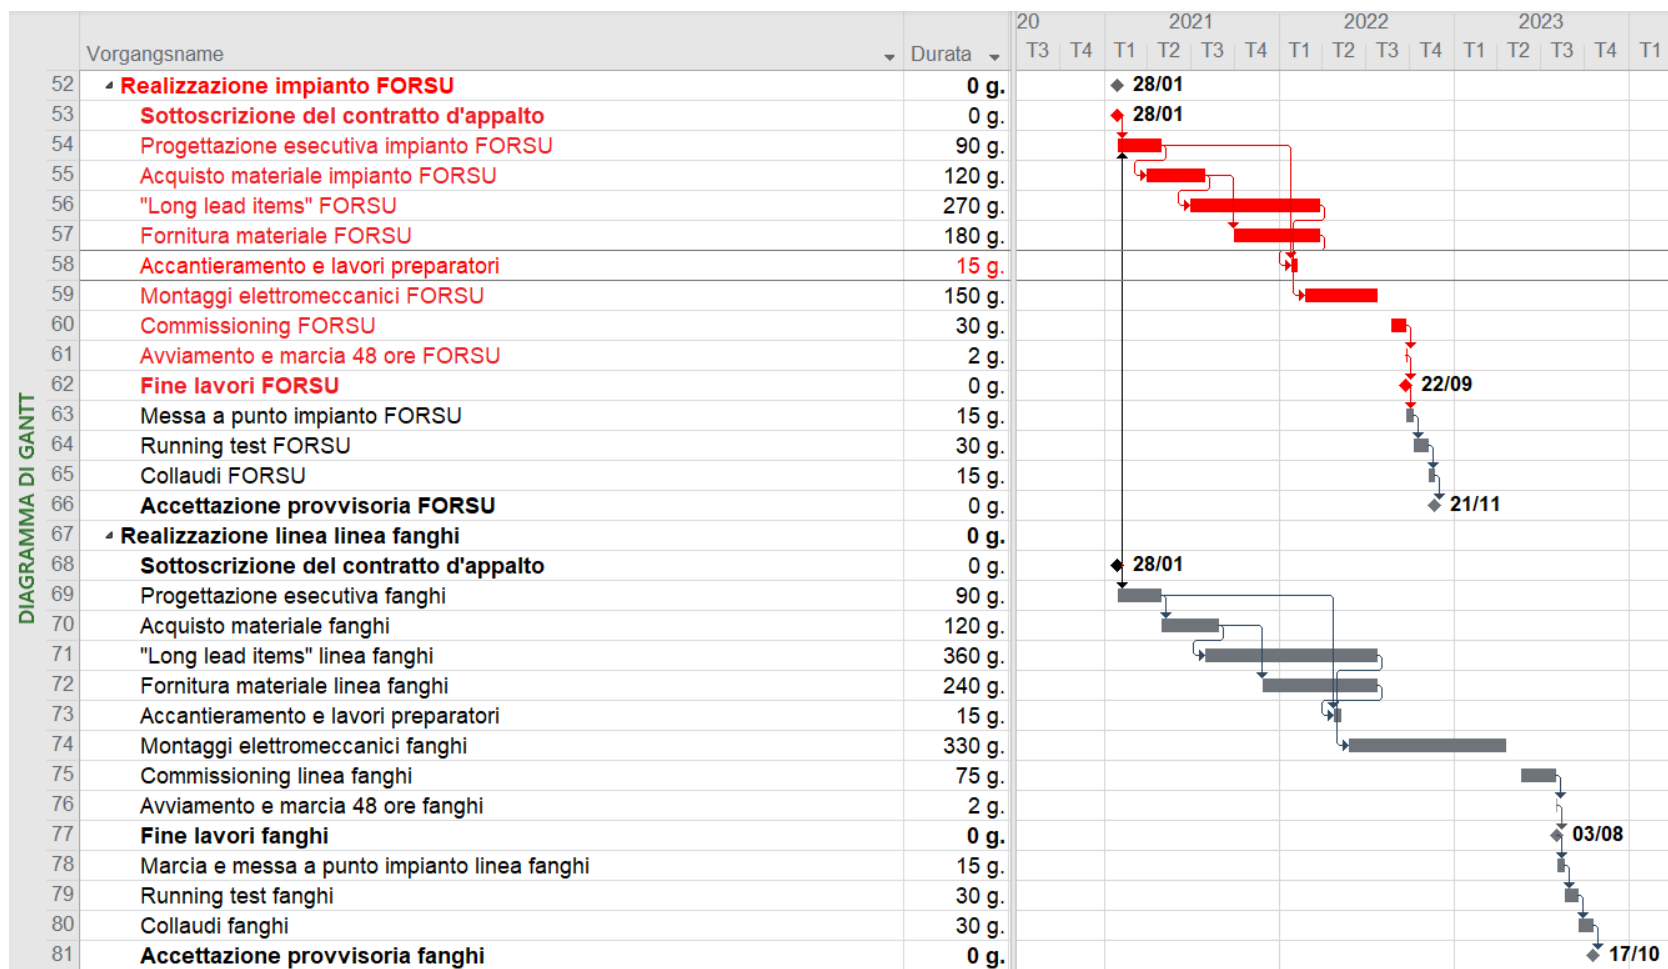 20 2021 2022 2023
Vorgangsname Durata T3 T4 T1 T2 T3 T4 T1 T2 T3 T4 T1 T2 T3 T4 T1
52 Realizzazione impianto FORSU 0 g. 28/01
53 Sottoscrizione del contratto d'appalto 0 g. 28/01
54 Progettazione esecutiva impianto FORSU 90 g.
55 Acquisto materiale impianto FORSU 120 g.
56 "Long lead items" FORSU 270 g.
57 Fornitura materiale FORSU 180 g.
58 Accantieramento e lavori preparatori 15 g.
59 Montaggi elettromeccanici FORSU 150 g.
60 Commissioning FORSU 30 g.
61 Avviamento e marcia 48 ore FORSU 2 g.
62 Fine lavori FORSU 0 g. 22/09
63 Messa a punto impianto FORSU 15 g.
64 Running test FORSU 30 g.
65 Collaudi FORSU 15 g.
66 Accettazione provvisoria FORSU 0 g. 21/11
67 Realizzazione linea linea fanghi 0 g.
68 Sottoscrizione del contratto d'appalto 0 g. 28/01
69 Progettazione esecutiva fanghi 90 g.
70 Acquisto materiale fanghi 120 g.
71 "Long lead items" linea fanghi 360 g.
72 Fornitura materiale linea fanghi 240 g.
73 Accantieramento e lavori preparatori 15 g.
74 Montaggi elettromeccanici fanghi 330 g.
75 Commissioning linea fanghi 75 g.
76 Avviamento e marcia 48 ore fanghi 2 g.
77 Fine lavori fanghi 0 g. 03/08
78 Marcia e messa a punto impianto linea fanghi 15 g.
79 Running test fanghi 30 g.
80 Collaudi fanghi 30 g.
81 Accettazione provvisoria fanghi 0 g. 17/10
DIAGRAMMA DI GANTT